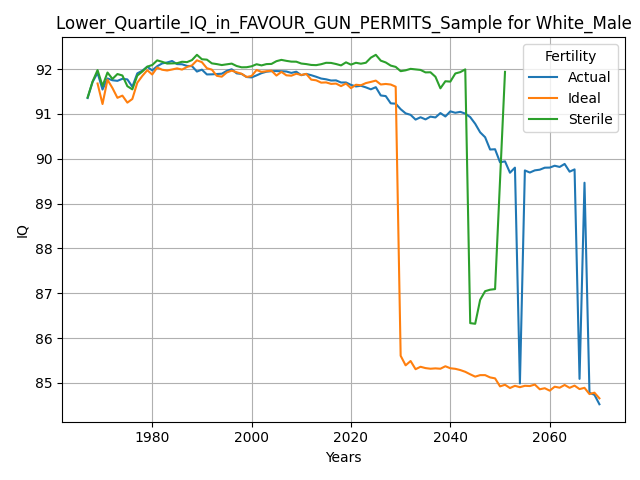 Lower_Quartile_IQ_in_FAVOUR_GUN_PERMITS_Sample for White_Male
Fertility
Actual
Ideal
Sterile
92
91
90
89
88
87
86
85
IQ
1980
2000
2020
2040
2060
Years